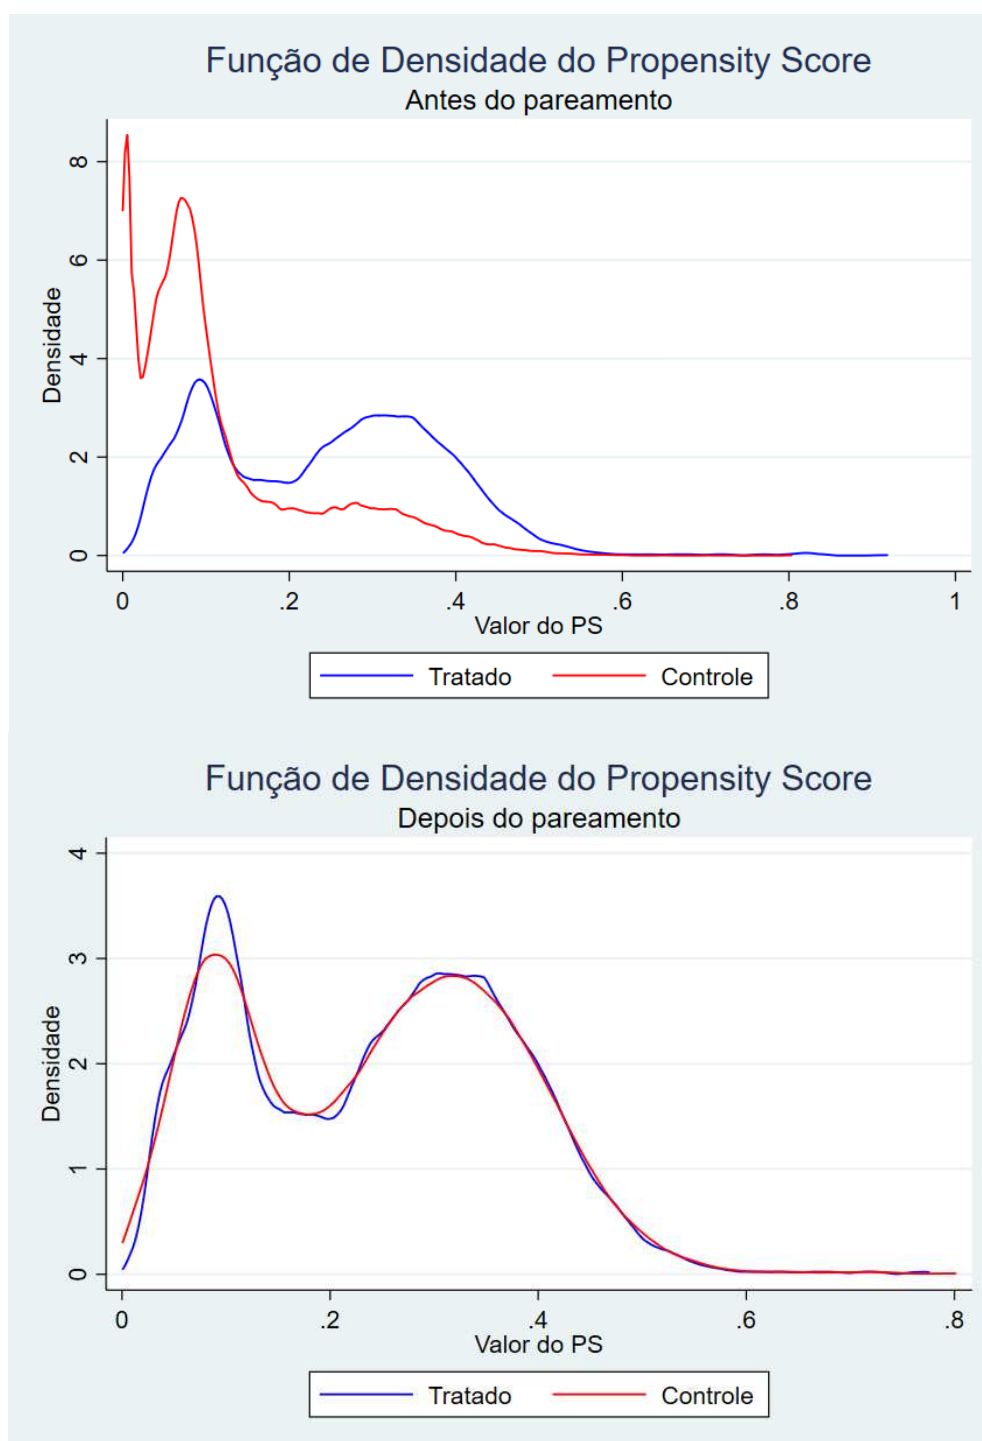 Função de Densidade do Propensity Score
Antes do pareamento
8
6
4
2
0
Densidade
0 .2 .4 .6 .8 1
Valor do PS
Tratado Controle
Função de Densidade do Propensity Score
Depois do pareamento
4
3
2
1
0
Densidade
0 .2 .4 .6 .8
Valor do PS
Tratado Controle